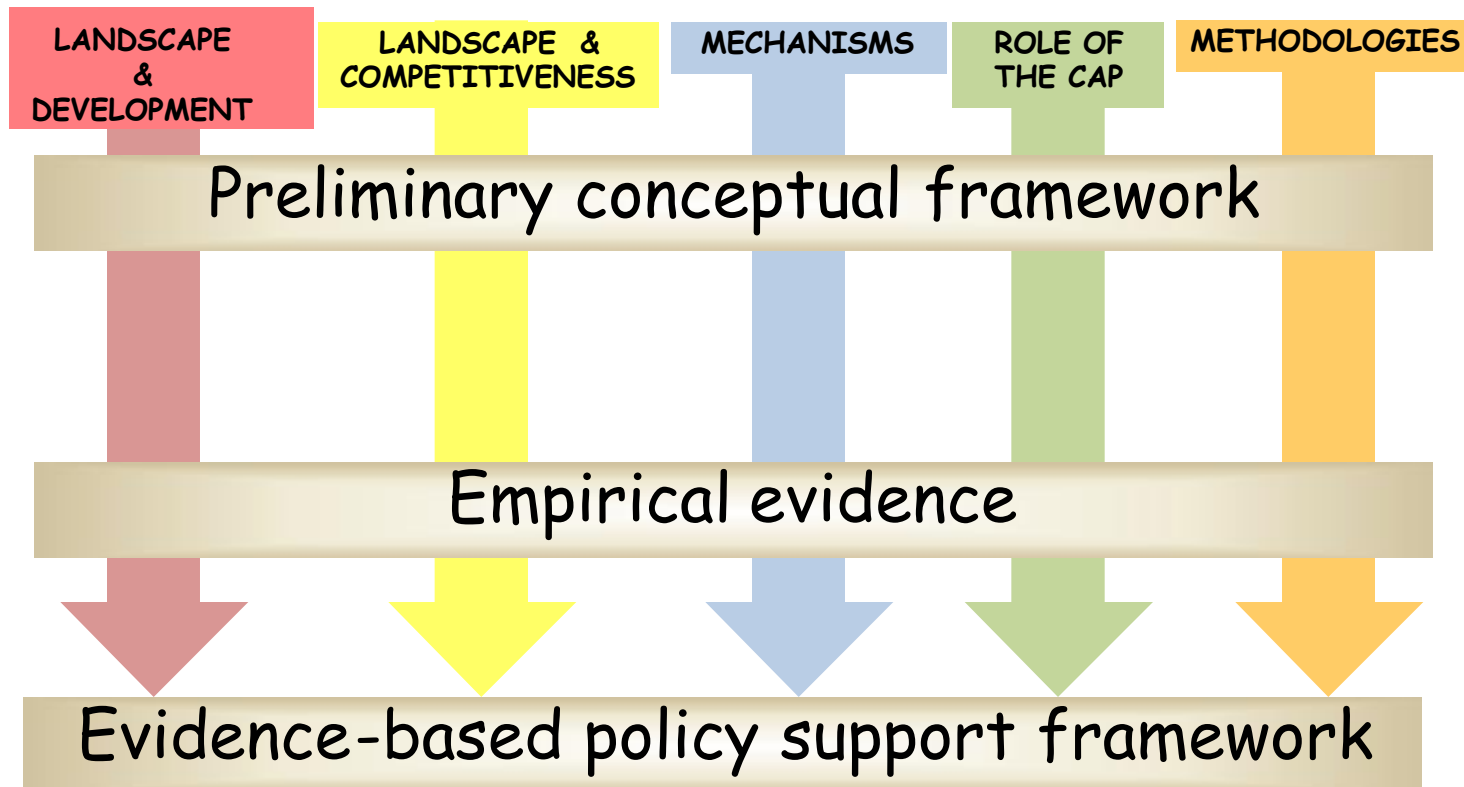 LANDSCAPE
&
DEVELOPMENT
LANDSCAPE &
COMPETITIVENESS
MECHANISMS
ROLE OF
THE CAP
METHODOLOGIES
Preliminary conceptual framework
Empirical evidence
Evidence-based policy support framework